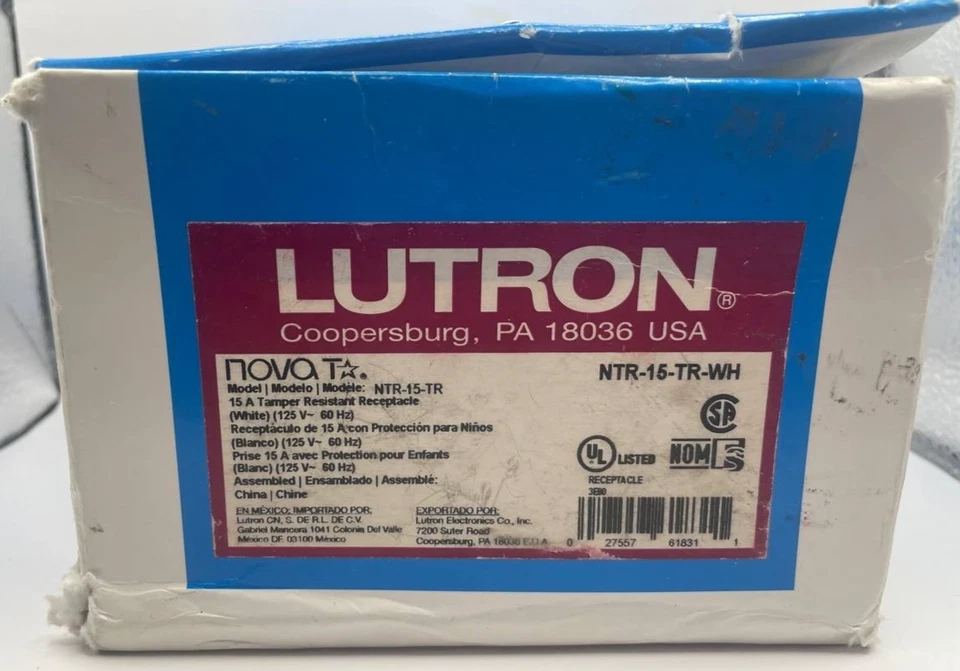 LUTRON®
Coopersburg, PA 18036 USA
nova T☆®
NTR-15-TR-WH
Model | Modelo | Modèle: NTR-15-TR
15 A Tamper Resistant Receptacle
(White) (125 V~ 60 Hz)
Receptáculo de 15 A con Protección para Niños
(Blanco) (125 V~ 60 Hz)
Prise 15 A avec Protection pour Enfants
(Blanc) (125 V~ 60 Hz)
Assembled | Ensamblado | Assemblé:
China | Chine
SA
UL LISTED
NOM
RECEPTACLE
3E80
EN MÉXICO: IMPORTADO POR:
Lutron CN, S. DE R.L. DE C.V.
Gabriel Mancera 1041 Colonia Del Valle
México DF. 03100 México
EXPORTADO POR:
Lutron Electronics Co., Inc.
7200 Suter Road
Coopersburg, PA 18036 E.U.A.
0 27557 61831 1